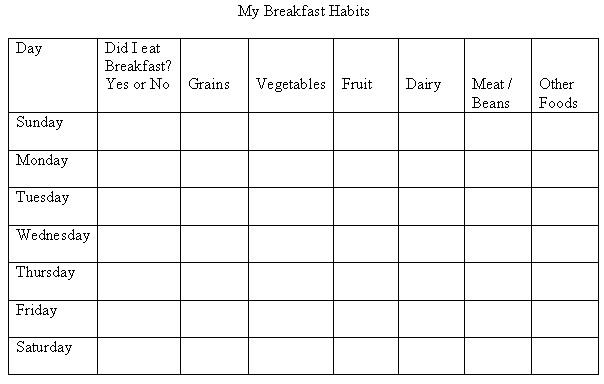 My Breakfast Habits
Day
Did I eat
Breakfast?
Yes or No
Grains
Vegetables
Fruit
Dairy
Meat /
Beans
Other
Foods
Sunday
Monday
Tuesday
Wednesday
Thursday
Friday
Saturday